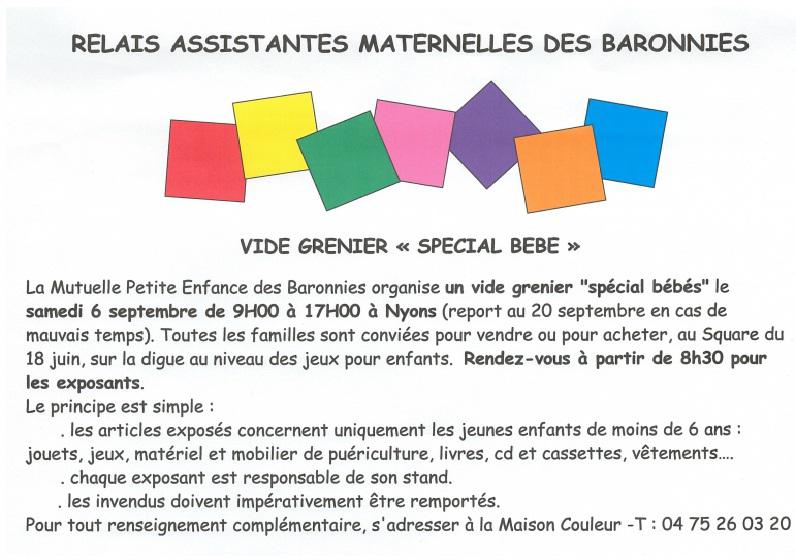 RELAIS ASSISTANTES MATERNELLES DES BARONNIES
VIDE GRENIER « SPECIAL BEBE »
La Mutuelle Petite Enfance des Baronnies organise un vide grenier "spécial bébés" le
samedi 6 septembre de 9H00 à 17H00 à Nyons (report au 20 septembre en cas de
mauvais temps). Toutes les familles sont conviées pour vendre ou pour acheter, au Square du
18 juin, sur la digue au niveau des jeux pour enfants. Rendez-vous à partir de 8h30 pour
les exposants.
Le principe est simple :
. les articles exposés concernent uniquement les jeunes enfants de moins de 6 ans :
jouets, jeux, matériel et mobilier de puériculture, livres, cd et cassettes, vêtements....
. chaque exposant est responsable de son stand.
. les invendus doivent impérativement être remportés.
Pour tout renseignement complémentaire, s'adresser à la Maison Couleur -T : 04 75 26 03 20